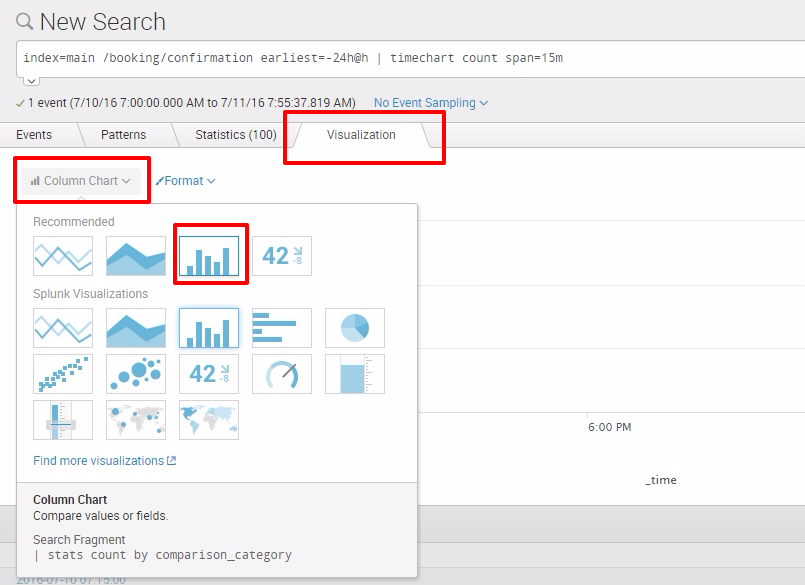 New Search
index=main /booking/confirmation earliest=-24h@h | timechart count span=15m
1 event (7/10/16 7:00:00.000 AM to 7/11/16 7:55:37.819 AM) No Event Sampling
Events Patterns Statistics (100) Visualization
Column Chart Format
Recommended
42 -8
Splunk Visualizations
42 -8
6:00 PM
Find more visualizations
_time
Column Chart
Compare values or fields.
Search Fragment
| stats count by comparison_category
2016-07-10 07:15:00